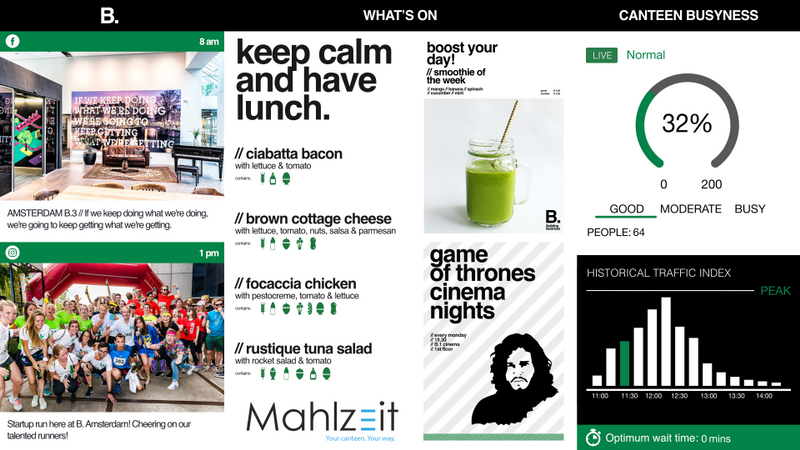 B.
WHAT'S ON
CANTEEN BUSYNESS
8 am
IF WE KEEP DOING
WHAT WE'RE DOING
WE'RE GOING TO
KEEP GETTING
WHAT WE'RE GETTING
AMSTERDAM B.3 // If we keep doing what we're doing,
we're going to keep getting what we're getting.
1 pm
Startup run here at B. Amsterdam! Cheering on our
talented runners!
keep calm
and have
lunch.
// ciabatta bacon
with lettuce & tomato
contains
// brown cottage cheese
with lettuce, tomato, nuts, salsa & parmesan
contains
// focaccia chicken
with pestocreme, tomato & lettuce
contains
// rustique tuna salad
with rocket salad & tomato
contains
Mahlzeit
Your canteen. Your way.
boost your
day!
// smoothie of
the week
// mango / banana / spinach
// cucumber / mint
B.
Building
Business
game
of thrones
cinema
nights
// every monday
// 18.30
// B.1 cinema
// 1st floor
LIVE Normal
32%
0 200
GOOD MODERATE BUSY
PEOPLE: 64
HISTORICAL TRAFFIC INDEX
PEAK
11:00 11:30 12:00 12:30 13:00 13:30 14:00
Optimum wait time: 0 mins